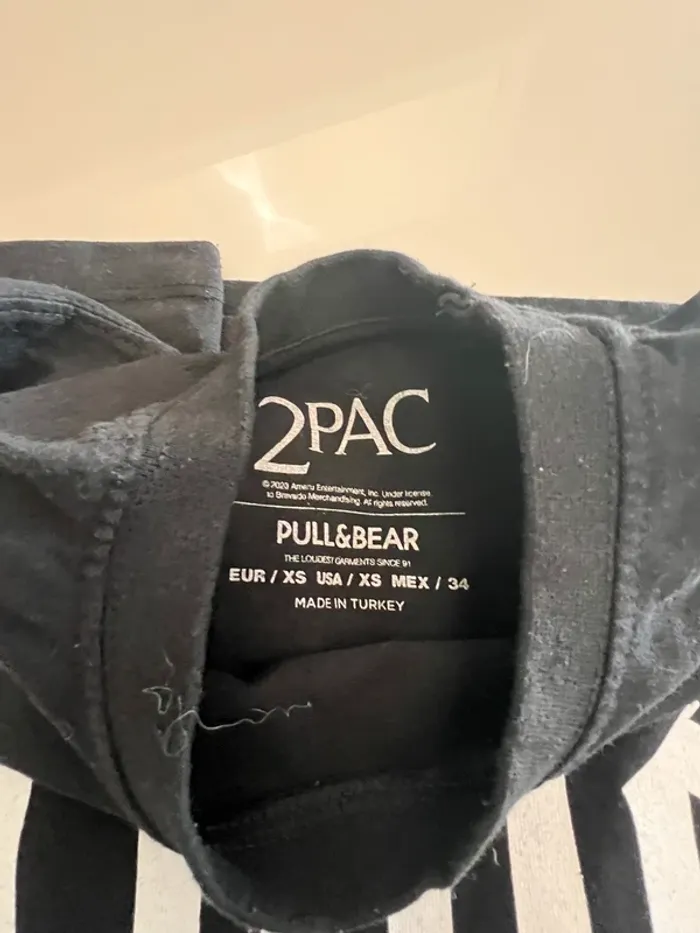 2PAC
© 2020 Amaru Entertainment, Inc. Under license
to Bravado Merchandising. All rights reserved.
PULL&BEAR
THE LOUDEST GARMENTS SINCE 91
EUR / XS USA / XS MEX / 34
MADE IN TURKEY